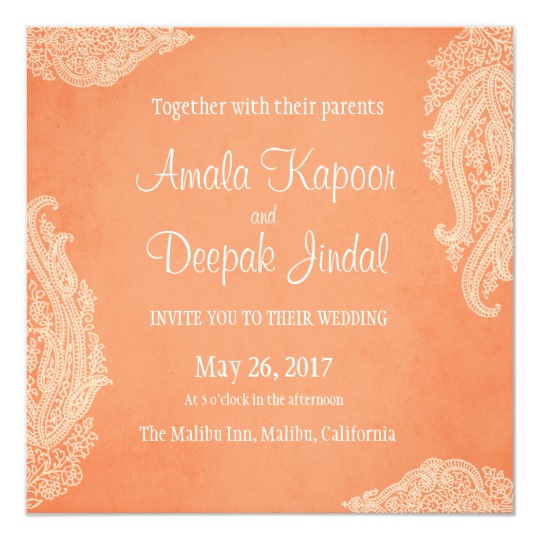 Together with their parents
Amala Kapoor
and
Deepak Jindal
INVITE YOU TO THEIR WEDDING
May 26, 2017
At 5 o'clock in the afternoon
The Malibu Inn, Malibu, California